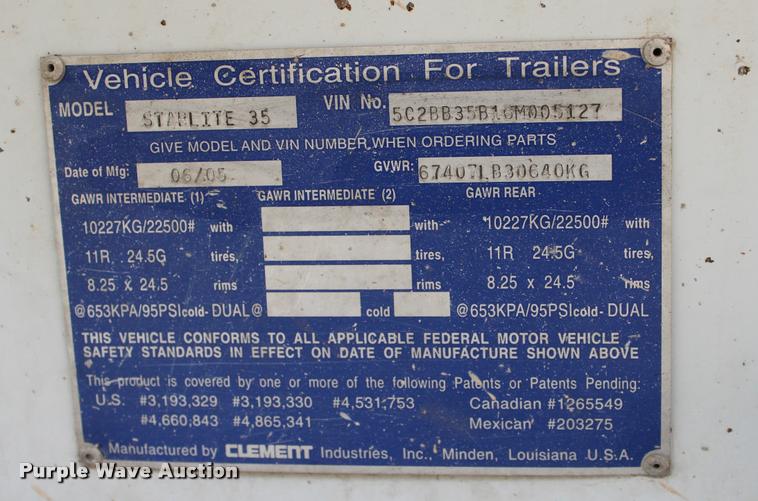 Vehicle Certification For Trailers
MODEL STARLITE 35 VIN No. 5C2BB35B16M005127
GIVE MODEL AND VIN NUMBER WHEN ORDERING PARTS
Date of Mfg: 06/05 GVWR: 67407LB30640KG
GAWR INTERMEDIATE (1) GAWR INTERMEDIATE (2) GAWR REAR
10227KG/22500# with with 10227KG/22500# with
11R 24.5G tires, tires, 11R 24.5G tires,
8.25 x 24.5 rims rims 8.25 x 24.5 rims
@653KPA/95PSI cold- DUAL @ cold @653KPA/95PSI cold- DUAL
THIS VEHICLE CONFORMS TO ALL APPLICABLE FEDERAL MOTOR VEHICLE
SAFETY STANDARDS IN EFFECT ON DATE OF MANUFACTURE SHOWN ABOVE
This product is covered by one or more of the following Patents or Patents Pending:
U.S. #3,193,329 #3,193,330 #4,531,753 Canadian #1265549
#4,660,843 #4,865,341 Mexican #203275
Manufactured by CLEMENT Industries, Inc., Minden, Louisiana U.S.A.
Purple Wave Auction